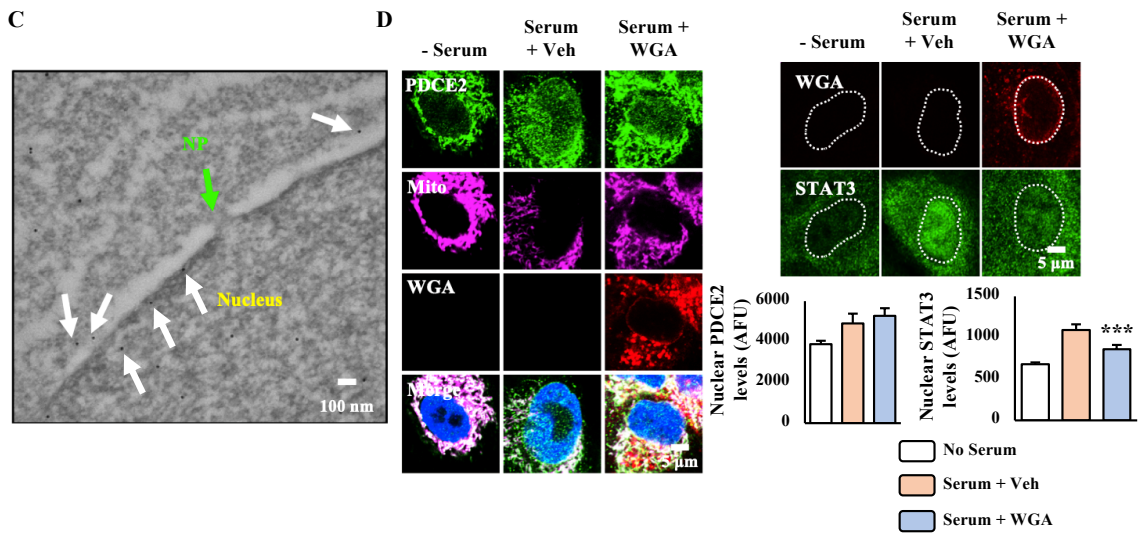 C
NP
Nucleus
100 nm
D
- Serum
Serum
+ Veh
Serum +
WGA
PDCE2
Mito
WGA
Merge
5 μm
- Serum
Serum
+ Veh
Serum +
WGA
WGA
STAT3
5 μm
Nuclear PDCE2
levels (AFU)
6000
4000
2000
0
Nuclear STAT3
levels (AFU)
1500
1000
500
0
***
No Serum
Serum + Veh
Serum + WGA